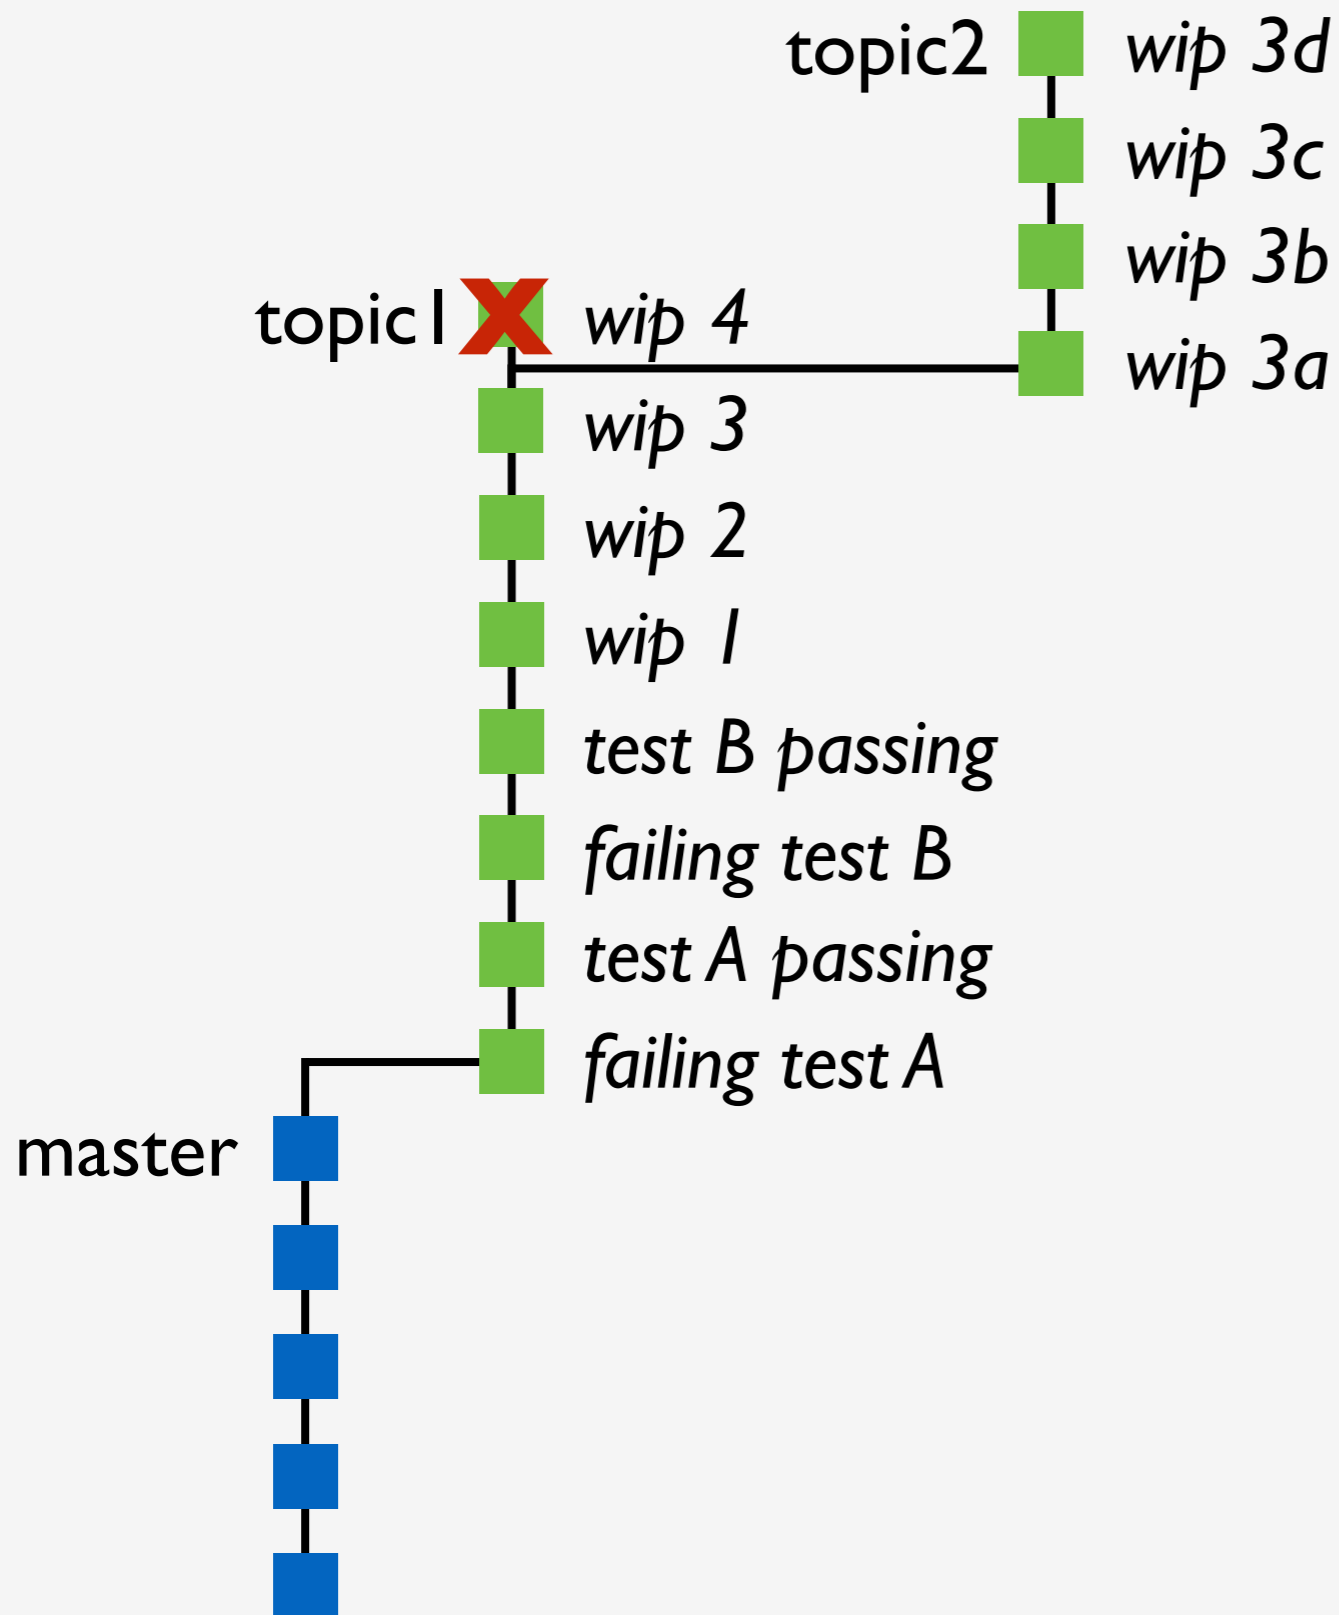 topic2 wip 3d
wip 3c
wip 3b
topic1 wip 4
wip 3a
wip 3
wip 2
wip 1
test B passing
failing test B
test A passing
failing test A
master